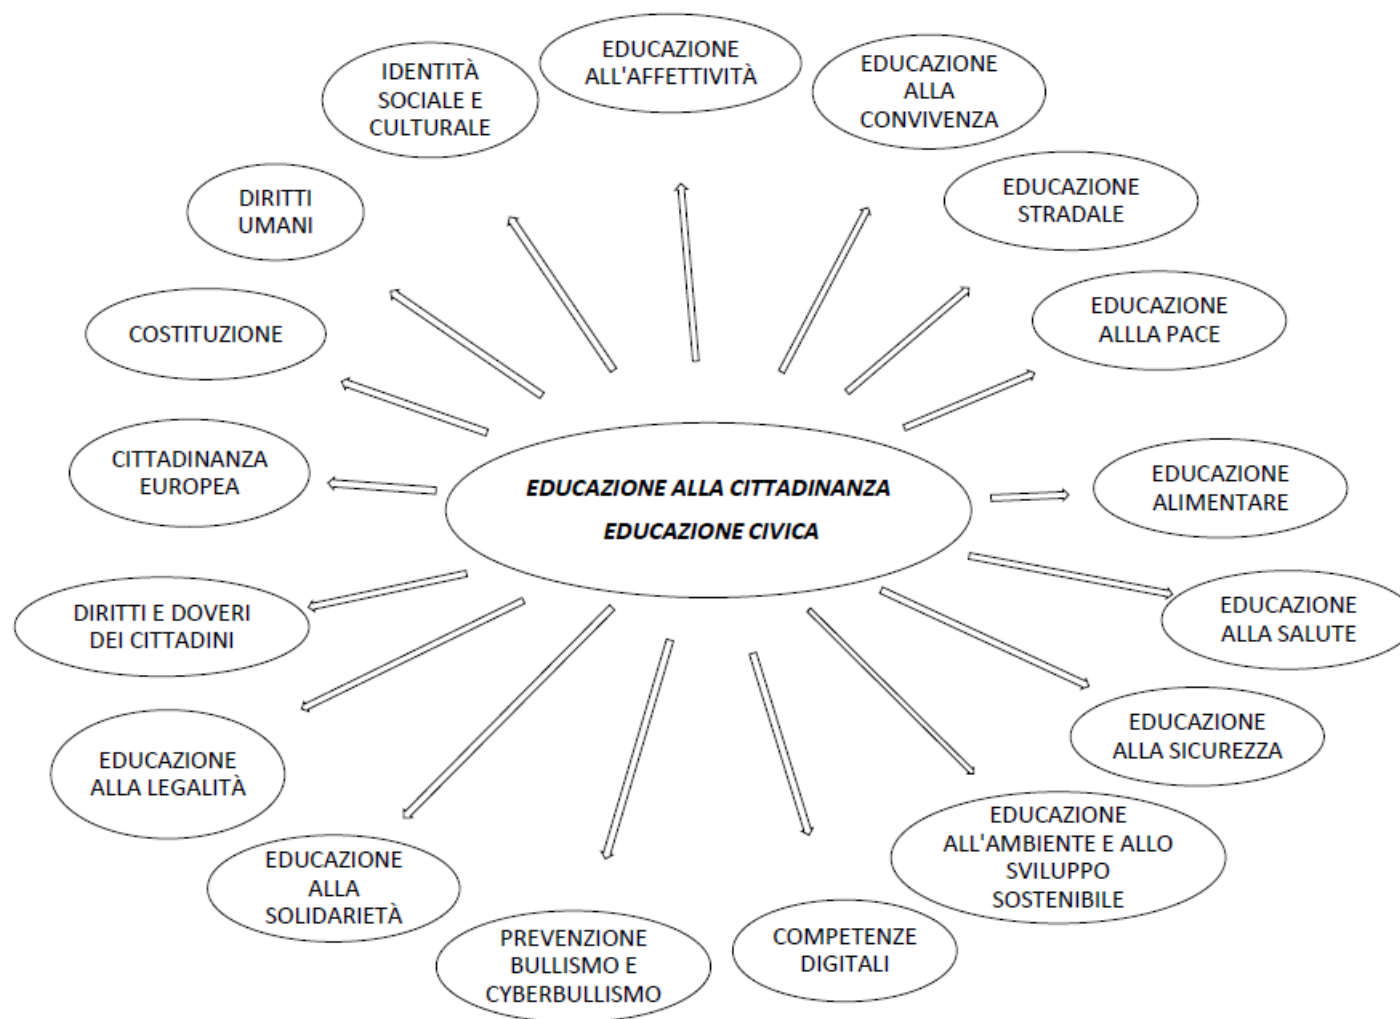 EDUCAZIONE
ALL'AFFETTIVITÀ
IDENTITÀ
SOCIALE E
CULTURALE
EDUCAZIONE
ALLA
CONVIVENZA
DIRITTI
UMANI
EDUCAZIONE
STRADALE
COSTITUZIONE
EDUCAZIONE
ALLLA PACE
CITTADINANZA
EUROPEA
EDUCAZIONE ALLA CITTADINANZA
EDUCAZIONE CIVICA
EDUCAZIONE
ALIMENTARE
DIRITTI E DOVERI
DEI CITTADINI
EDUCAZIONE
ALLA SALUTE
EDUCAZIONE
ALLA LEGALITÀ
EDUCAZIONE
ALLA SICUREZZA
EDUCAZIONE
ALLA
SOLIDARIETÀ
EDUCAZIONE
ALL'AMBIENTE E ALLO
SVILUPPO
SOSTENIBILE
PREVENZIONE
BULLISMO E
CYBERBULLISMO
COMPETENZE
DIGITALI